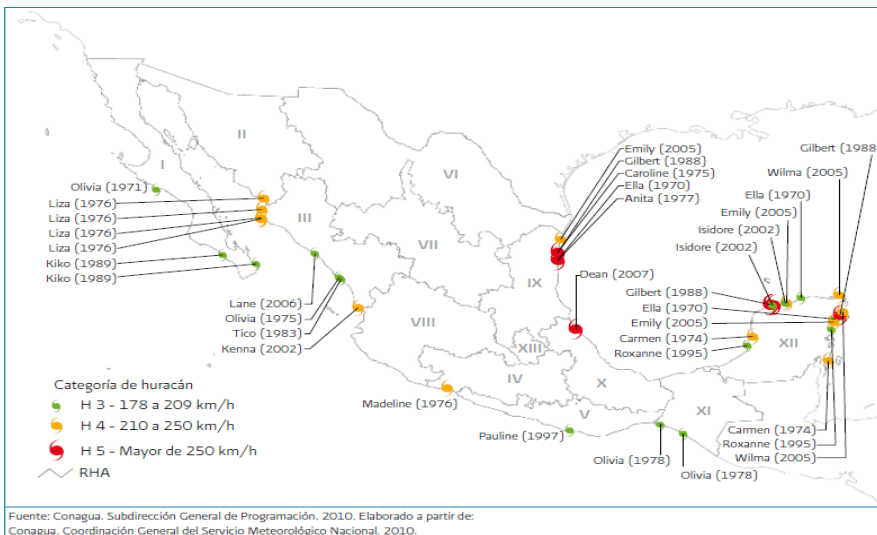 Olivia (1971)
Liza (1976)
Liza (1976)
Liza (1976)
Liza (1976)
Kiko (1989)
Kiko (1989)
Lane (2006)
Olivia (1975)
Tico (1983)
Kenna (2002)
Madeline (1976)
Pauline (1997)
Olivia (1978)
Olivia (1978)
Emily (2005)
Gilbert (1988)
Caroline (1975)
Ella (1970)
Anita (1977)
Dean (2007)
Gilbert (1988)
Wilma (2005)
Ella (1970)
Emily (2005)
Isidore (2002)
Isidore (2002)
Gilbert (1988)
Ella (1970)
Emily (2005)
Carmen (1974)
Roxanne (1995)
Carmen (1974)
Roxanne (1995)
Wilma (2005)
I
II
III
IV
V
VI
VII
VIII
IX
X
XI
XII
XIII
Categoría de huracán
H 3 - 178 a 209 km/h
H 4 - 210 a 250 km/h
H 5 - Mayor de 250 km/h
RHA
Fuente: Conagua. Subdirección General de Programación. 2010. Elaborado a partir de:
Conagua. Coordinación General del Servicio Meteorológico Nacional. 2010.